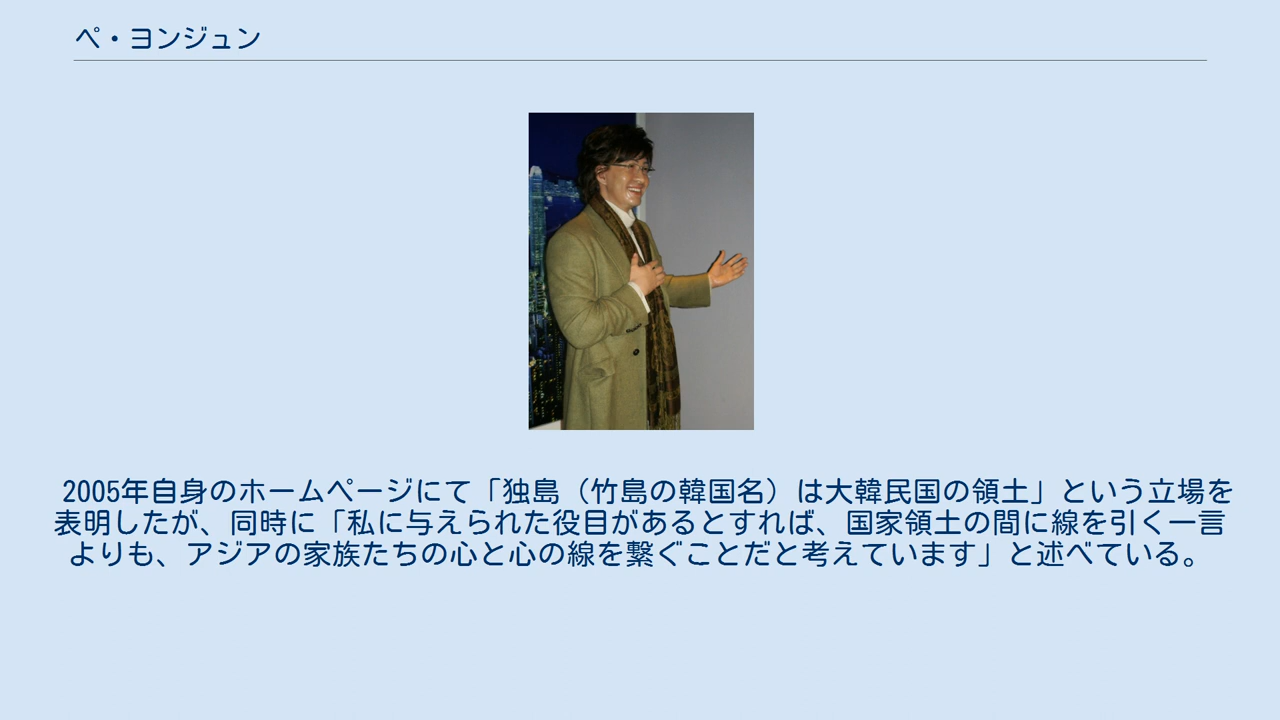 ペ・ヨンジュン
2005年自身のホームページにて「独島（竹島の韓国名）は大韓民国の領土」という立場を
表明したが、同時に「私に与えられた役目があるとすれば、国家領土の間に線を引く一言
よりも、アジアの家族たちの心と心の線を繋ぐことだと考えています」と述べている。